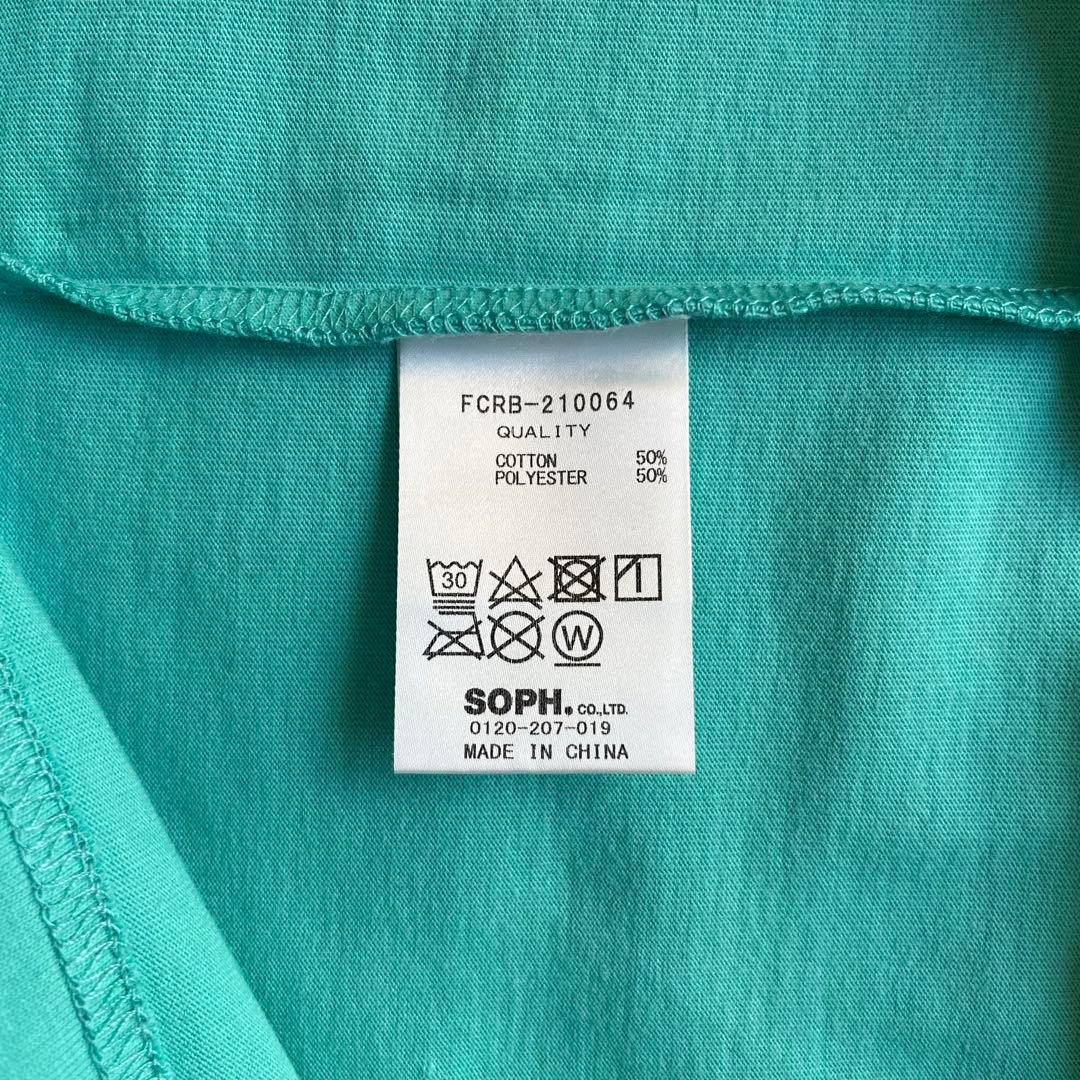 FCRB-210064
QUALITY
COTTON 50%
POLYESTER 50%
30
W
SOPH. CO.,LTD.
0120-207-019
MADE IN CHINA